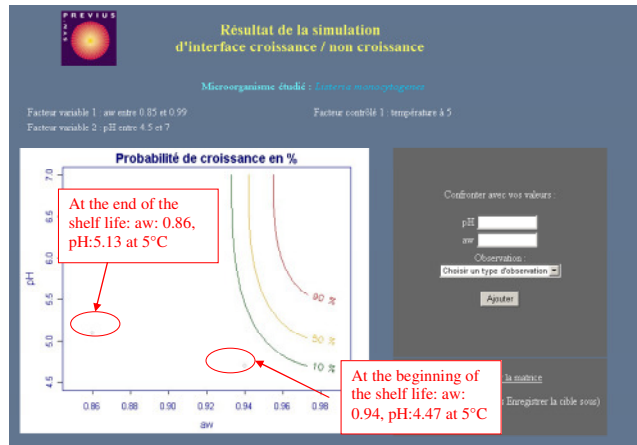 SYM'PREVIUS
Résultat de la simulation
d'interface croissance / non croissance
Microorganisme étudié : Listeria monocytogenes
Facteur variable 1 : aw entre 0.85 et 0.99
Facteur contrôlé 1 : température à 5
Facteur variable 2 : pH entre 4.5 et 7
Probabilité de croissance en %
7.0
6.5
5.5
5.0
4.5
pH
At the end of the
shelf life: aw: 0.86,
pH:5.13 at 5°C
90 %
50 %
10 %
0.86 0.88 0.90 0.92 0.94 0.96 0.98
aw
At the beginning of
the shelf life: aw:
0.94, pH:4.47 at 5°C
Confronter avec vos valeurs :
pH
aw
Observation :
Choisir un type d'observation
Ajouter
la matrice
Enregistrer la cible sous)